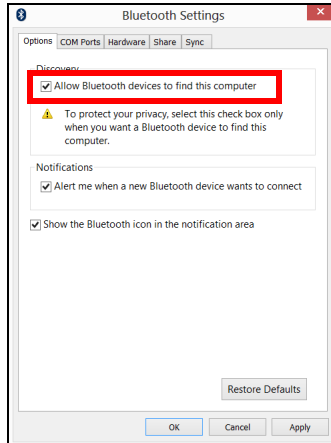 Bluetooth Settings
Options COM Ports Hardware Share Sync
Discovery
Allow Bluetooth devices to find this computer
To protect your privacy, select this check box only
when you want a Bluetooth device to find this
computer.
Notifications
Alert me when a new Bluetooth device wants to connect
Show the Bluetooth icon in the notification area
Restore Defaults
OK Cancel Apply